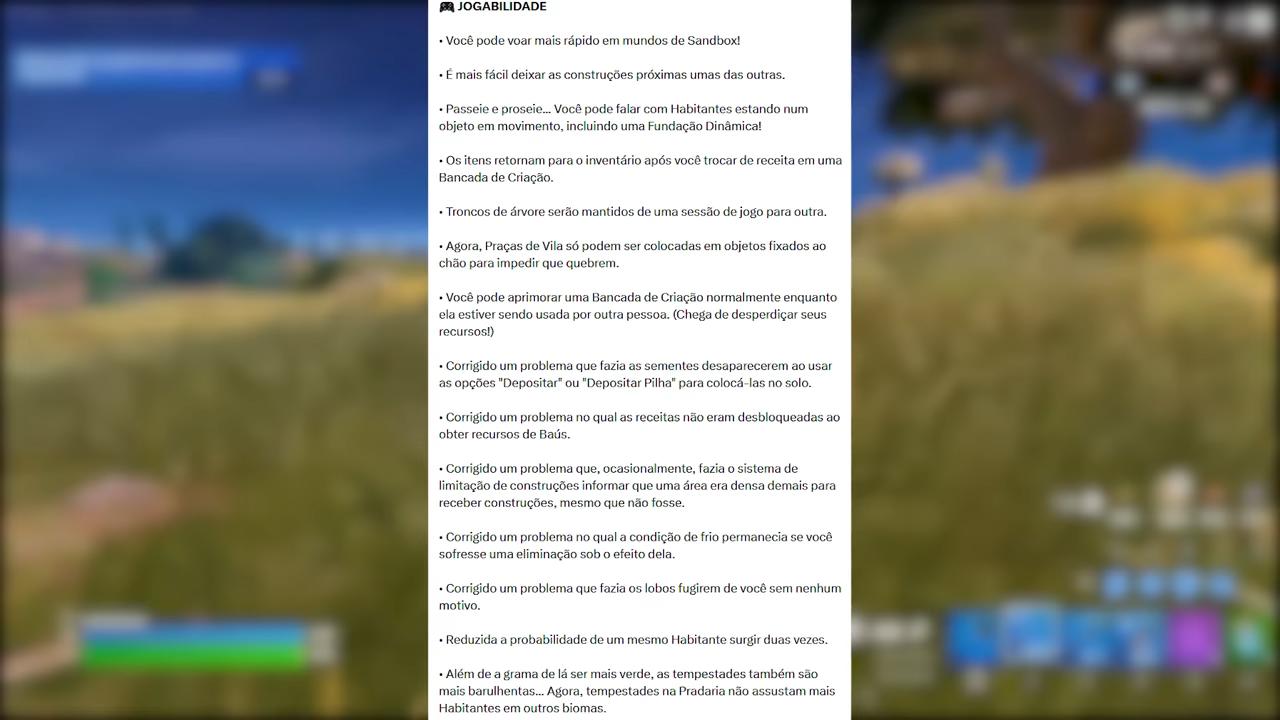 🎮 JOGABILIDADE
• Você pode voar mais rápido em mundos de Sandbox!
• É mais fácil deixar as construções próximas umas das outras.
• Passeie e proseie... Você pode falar com Habitantes estando num
objeto em movimento, incluindo uma Fundação Dinâmica!
• Os itens retornam para o inventário após você trocar de receita em uma
Bancada de Criação.
• Troncos de árvore serão mantidos de uma sessão de jogo para outra.
• Agora, Praças de Vila só podem ser colocadas em objetos fixados ao
chão para impedir que quebrem.
• Você pode aprimorar uma Bancada de Criação normalmente enquanto
ela estiver sendo usada por outra pessoa. (Chega de desperdiçar seus
recursos!)
• Corrigido um problema que fazia as sementes desaparecerem ao usar
as opções "Depositar" ou "Depositar Pilha" para colocá-las no solo.
• Corrigido um problema no qual as receitas não eram desbloqueadas ao
obter recursos de Baús.
• Corrigido um problema que, ocasionalmente, fazia o sistema de
limitação de construções informar que uma área era densa demais para
receber construções, mesmo que não fosse.
• Corrigido um problema no qual a condição de frio permanecia se você
sofresse uma eliminação sob o efeito dela.
• Corrigido um problema que fazia os lobos fugirem de você sem nenhum
motivo.
• Reduzida a probabilidade de um mesmo Habitante surgir duas vezes.
• Além de a grama de lá ser mais verde, as tempestades também são
mais barulhentas... Agora, tempestades na Pradaria não assustam mais
Habitantes em outros biomas.